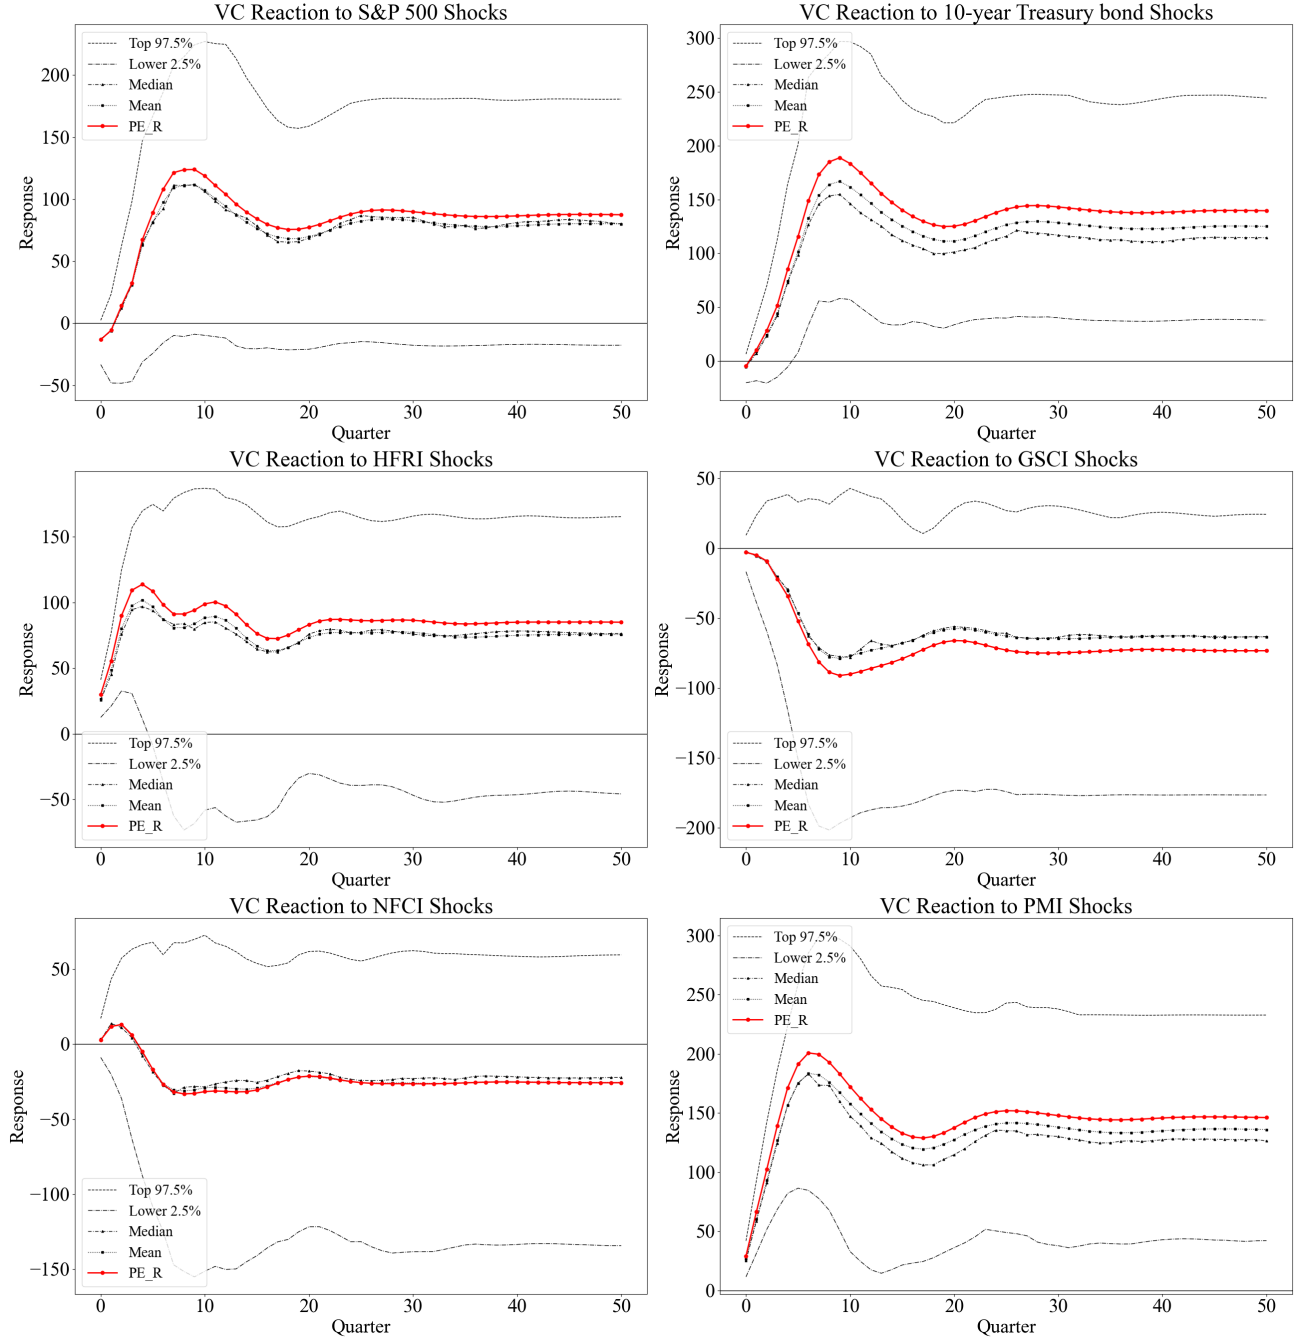 VC Reaction to S&P 500 Shocks
Response
200
150
100
50
0
−50
Top 97.5%
Lower 2.5%
Median
Mean
PE_R
0 10 20 30 40 50
Quarter
VC Reaction to 10-year Treasury bond Shocks
Response
300
250
200
150
100
50
0
Top 97.5%
Lower 2.5%
Median
Mean
PE_R
0 10 20 30 40 50
Quarter
VC Reaction to HFRI Shocks
Response
150
100
50
0
−50
Top 97.5%
Lower 2.5%
Median
Mean
PE_R
0 10 20 30 40 50
Quarter
VC Reaction to GSCI Shocks
Response
50
0
−50
−100
−150
−200
Top 97.5%
Lower 2.5%
Median
Mean
PE_R
0 10 20 30 40 50
Quarter
VC Reaction to NFCI Shocks
Response
50
0
−50
−100
−150
Top 97.5%
Lower 2.5%
Median
Mean
PE_R
0 10 20 30 40 50
Quarter
VC Reaction to PMI Shocks
Response
300
250
200
150
100
50
0
Top 97.5%
Lower 2.5%
Median
Mean
PE_R
0 10 20 30 40 50
Quarter